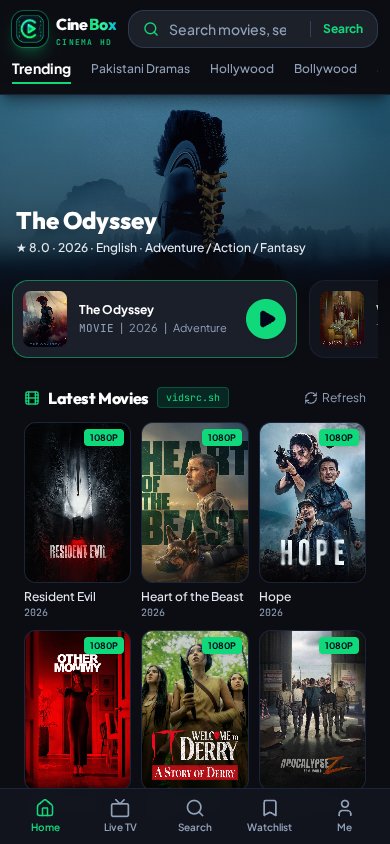 CineBox
CINEMA HD
Search movies, se
Search
Trending
Pakistani Dramas
Hollywood
Bollywood
The Odyssey
★ 8.0 · 2026 · English · Adventure / Action / Fantasy
The Odyssey
MOVIE | 2026 | Adventure
Latest Movies
vidsrc.sh
Refresh
1080P
1080P
1080P
RESIDENT EVIL
HEART
OF
THE
BEAST
HOPE
Resident Evil
Heart of the Beast
Hope
2026
2026
2026
1080P
1080P
1080P
OTHER
MOMMY
IT WELCOME TO
DERRY
A STORY OF DERRY
APOCALYPSE Z
Home
Live TV
Search
Watchlist
Me